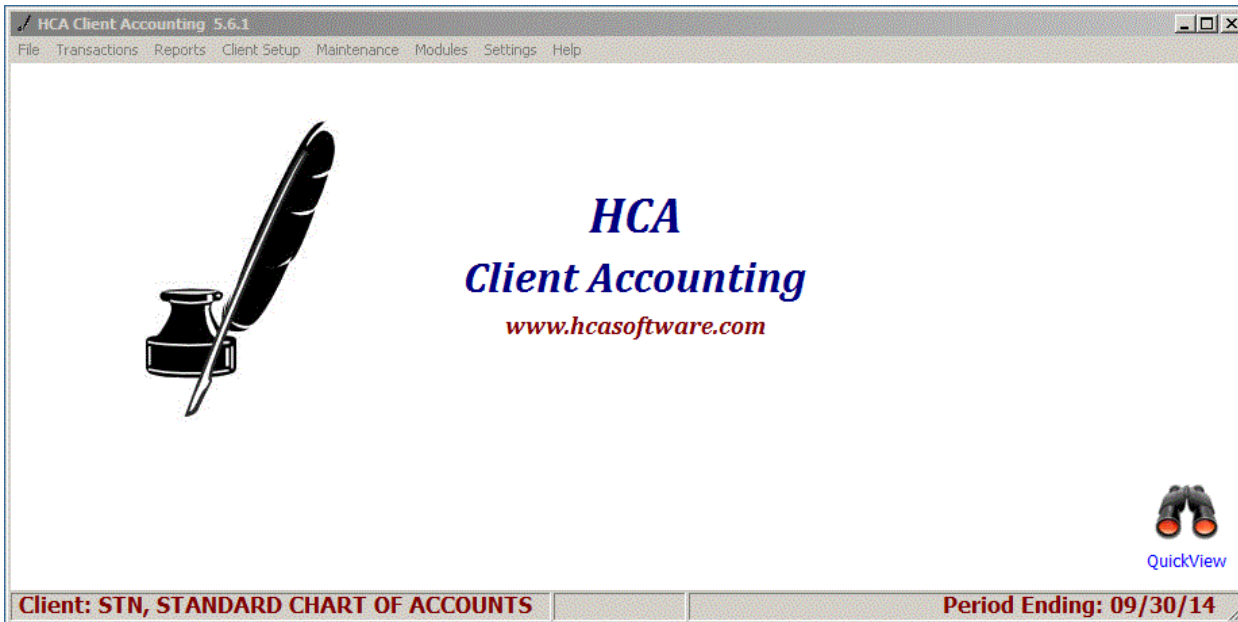 HCA Client Accounting 5.6.1
File Transactions Reports Client Setup Maintenance Modules Settings Help
HCA
Client Accounting
www.hcasoftware.com
QuickView
Client: STN, STANDARD CHART OF ACCOUNTS Period Ending: 09/30/14